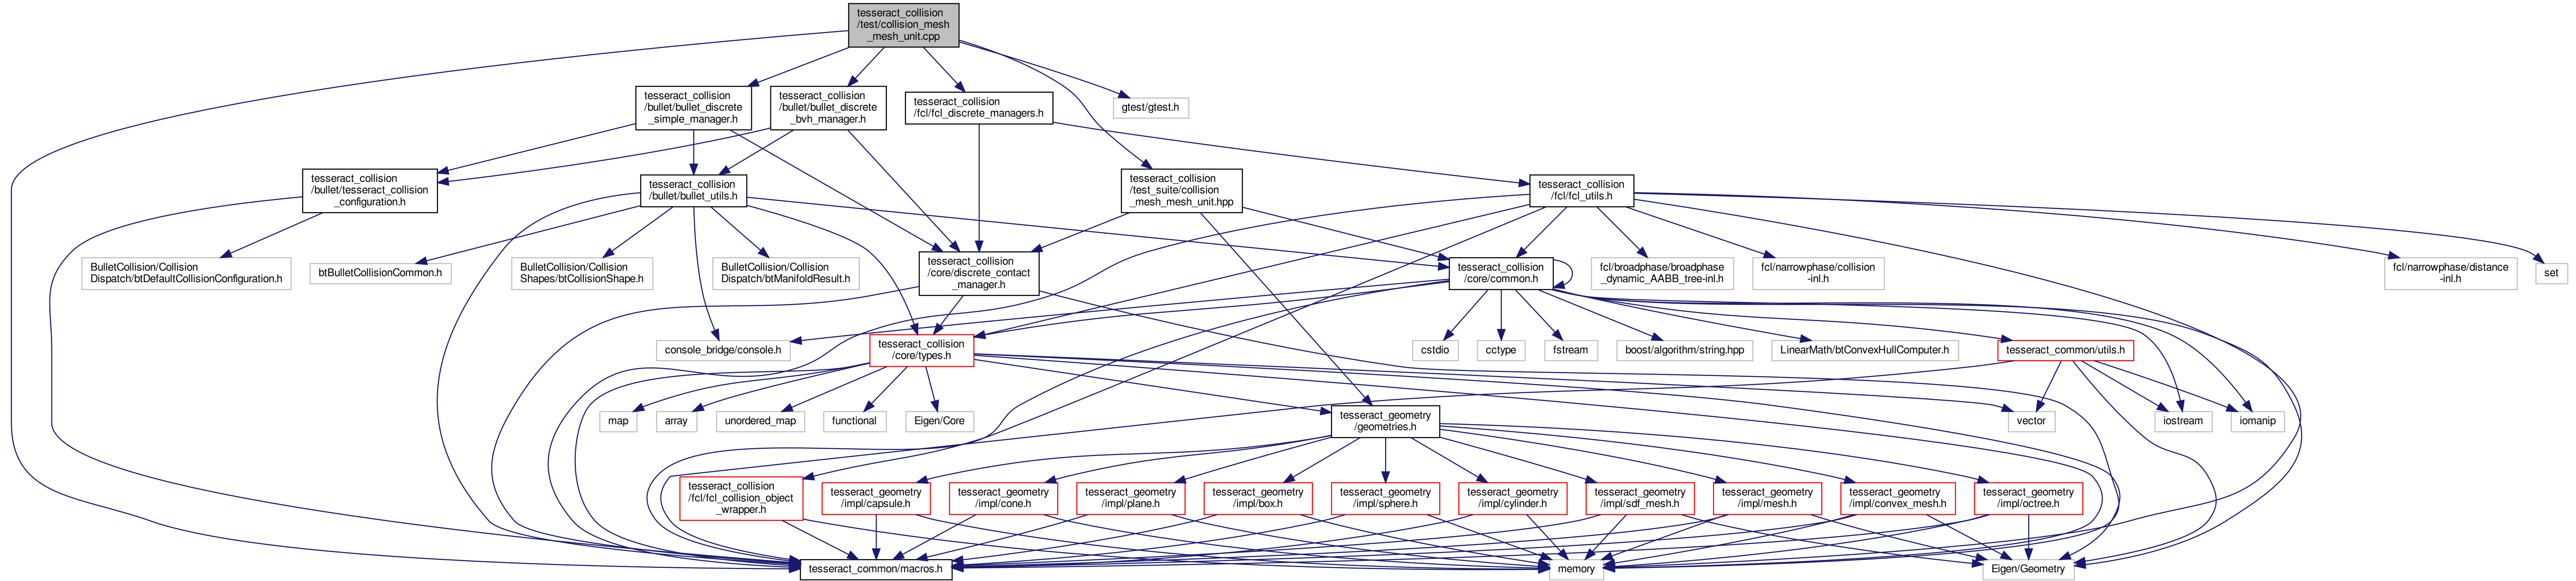 tesseract_collision
/test/collision_mesh
_mesh_unit.cpp
tesseract_collision
/bullet/bullet_discrete
_simple_manager.h
tesseract_collision
/bullet/bullet_discrete
_bvh_manager.h
tesseract_collision
/fcl/fcl_discrete_managers.h
gtest/gtest.h
tesseract_collision
/bullet/tesseract_collision
_configuration.h
tesseract_collision
/bullet/bullet_utils.h
tesseract_collision
/test_suite/collision
_mesh_mesh_unit.hpp
tesseract_collision
/fcl/fcl_utils.h
BulletCollision/Collision
Dispatch/btDefaultCollisionConfiguration.h
btBulletCollisionCommon.h
BulletCollision/Collision
Shapes/btCollisionShape.h
BulletCollision/Collision
Dispatch/btManifoldResult.h
tesseract_collision
/core/discrete_contact
_manager.h
tesseract_collision
/core/common.h
fcl/broadphase/broadphase
_dynamic_AABB_tree-inl.h
fcl/narrowphase/collision
-inl.h
fcl/narrowphase/distance
-inl.h
set
console_bridge/console.h
tesseract_collision
/core/types.h
cstdio
cctype
fstream
boost/algorithm/string.hpp
LinearMath/btConvexHullComputer.h
tesseract_common/utils.h
map
array
unordered_map
functional
Eigen/Core
tesseract_geometry
/geometries.h
vector
iostream
iomanip
tesseract_collision
/fcl/fcl_collision_object
_wrapper.h
tesseract_geometry
/impl/capsule.h
tesseract_geometry
/impl/cone.h
tesseract_geometry
/impl/plane.h
tesseract_geometry
/impl/box.h
tesseract_geometry
/impl/sphere.h
tesseract_geometry
/impl/cylinder.h
tesseract_geometry
/impl/sdf_mesh.h
tesseract_geometry
/impl/mesh.h
tesseract_geometry
/impl/convex_mesh.h
tesseract_geometry
/impl/octree.h
tesseract_common/macros.h
memory
Eigen/Geometry